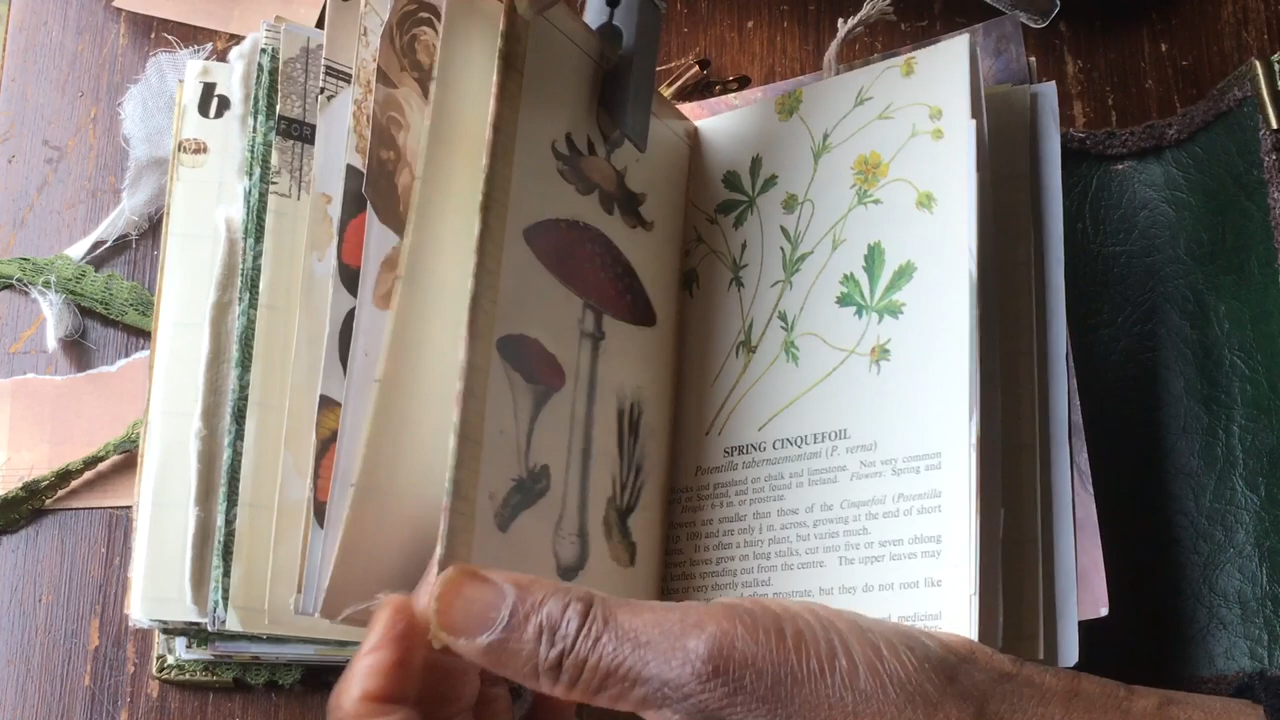 b
FOR
SPRING CINQUEFOIL
Potentilla tabernaemontani (P. verna)
Rocks and grassland on chalk and limestone. Not very common
or Scotland, and not found in Ireland. Flowers: Spring and
Height: 6-8 in. or prostrate.
flowers are smaller than those of the Cinquefoil (Potentilla
(p. 109) and are only ½ in. across, growing at the end of short
It is often a hairy plant, but varies much.
leaves grow on long stalks, cut into five or seven oblong
leaflets spreading out from the centre. The upper leaves may
or very shortly stalked.
often prostrate, but they do not root like
medicinal